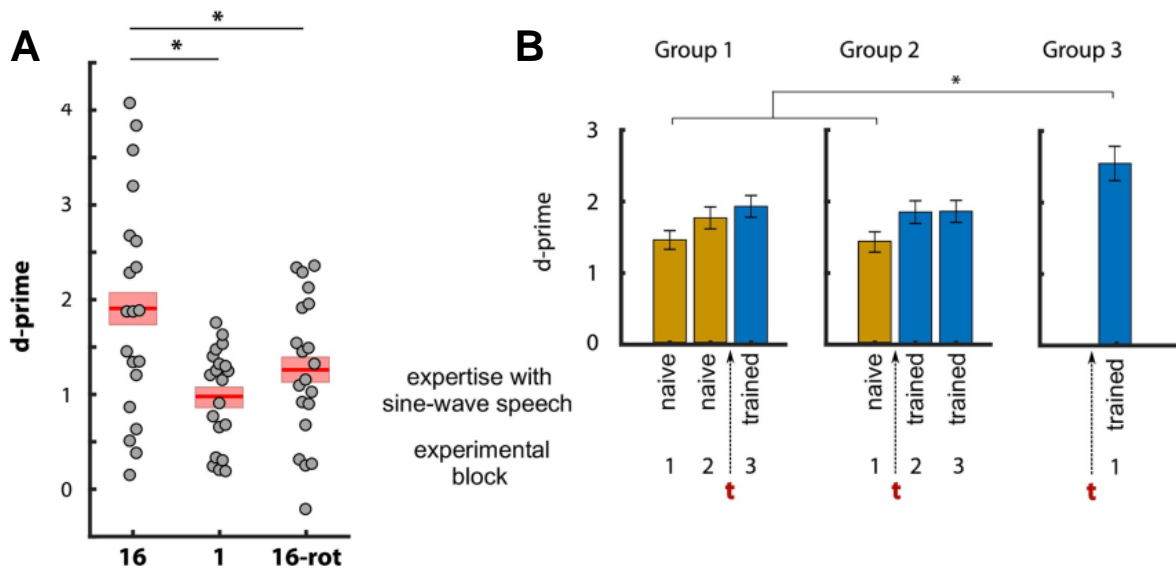 A
*
*
4
3
2
1
0
d-prime
16 1 16-rot
B
Group 1 Group 2 Group 3
*
3
2
1
0
d-prime
expertise with
sine-wave speech
naive naive trained naive trained trained trained
experimental
block
1 2 3 1 2 3 1
t t t